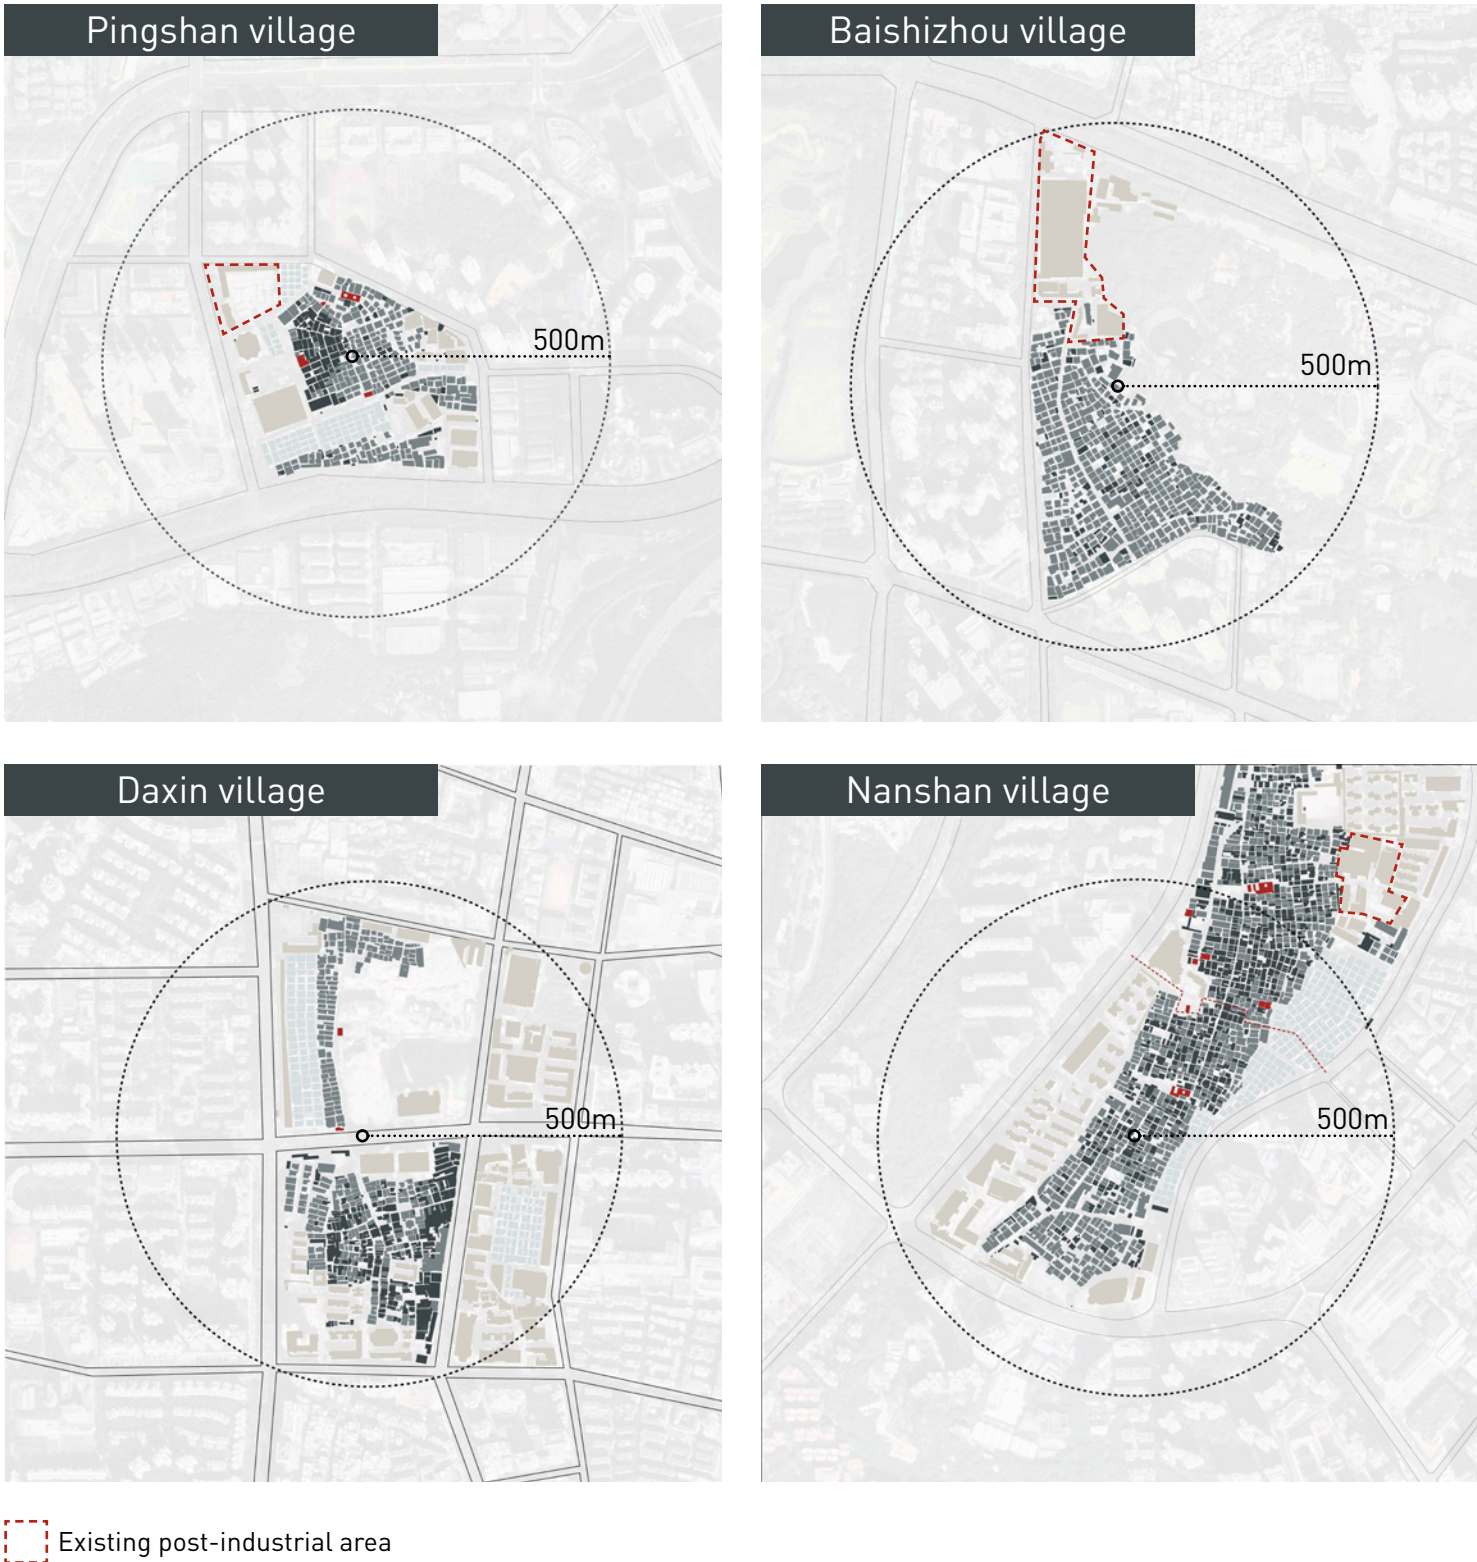 Pingshan village
500m
Baishizhou village
500m
Daxin village
500m
Nanshan village
500m
Existing post-industrial area